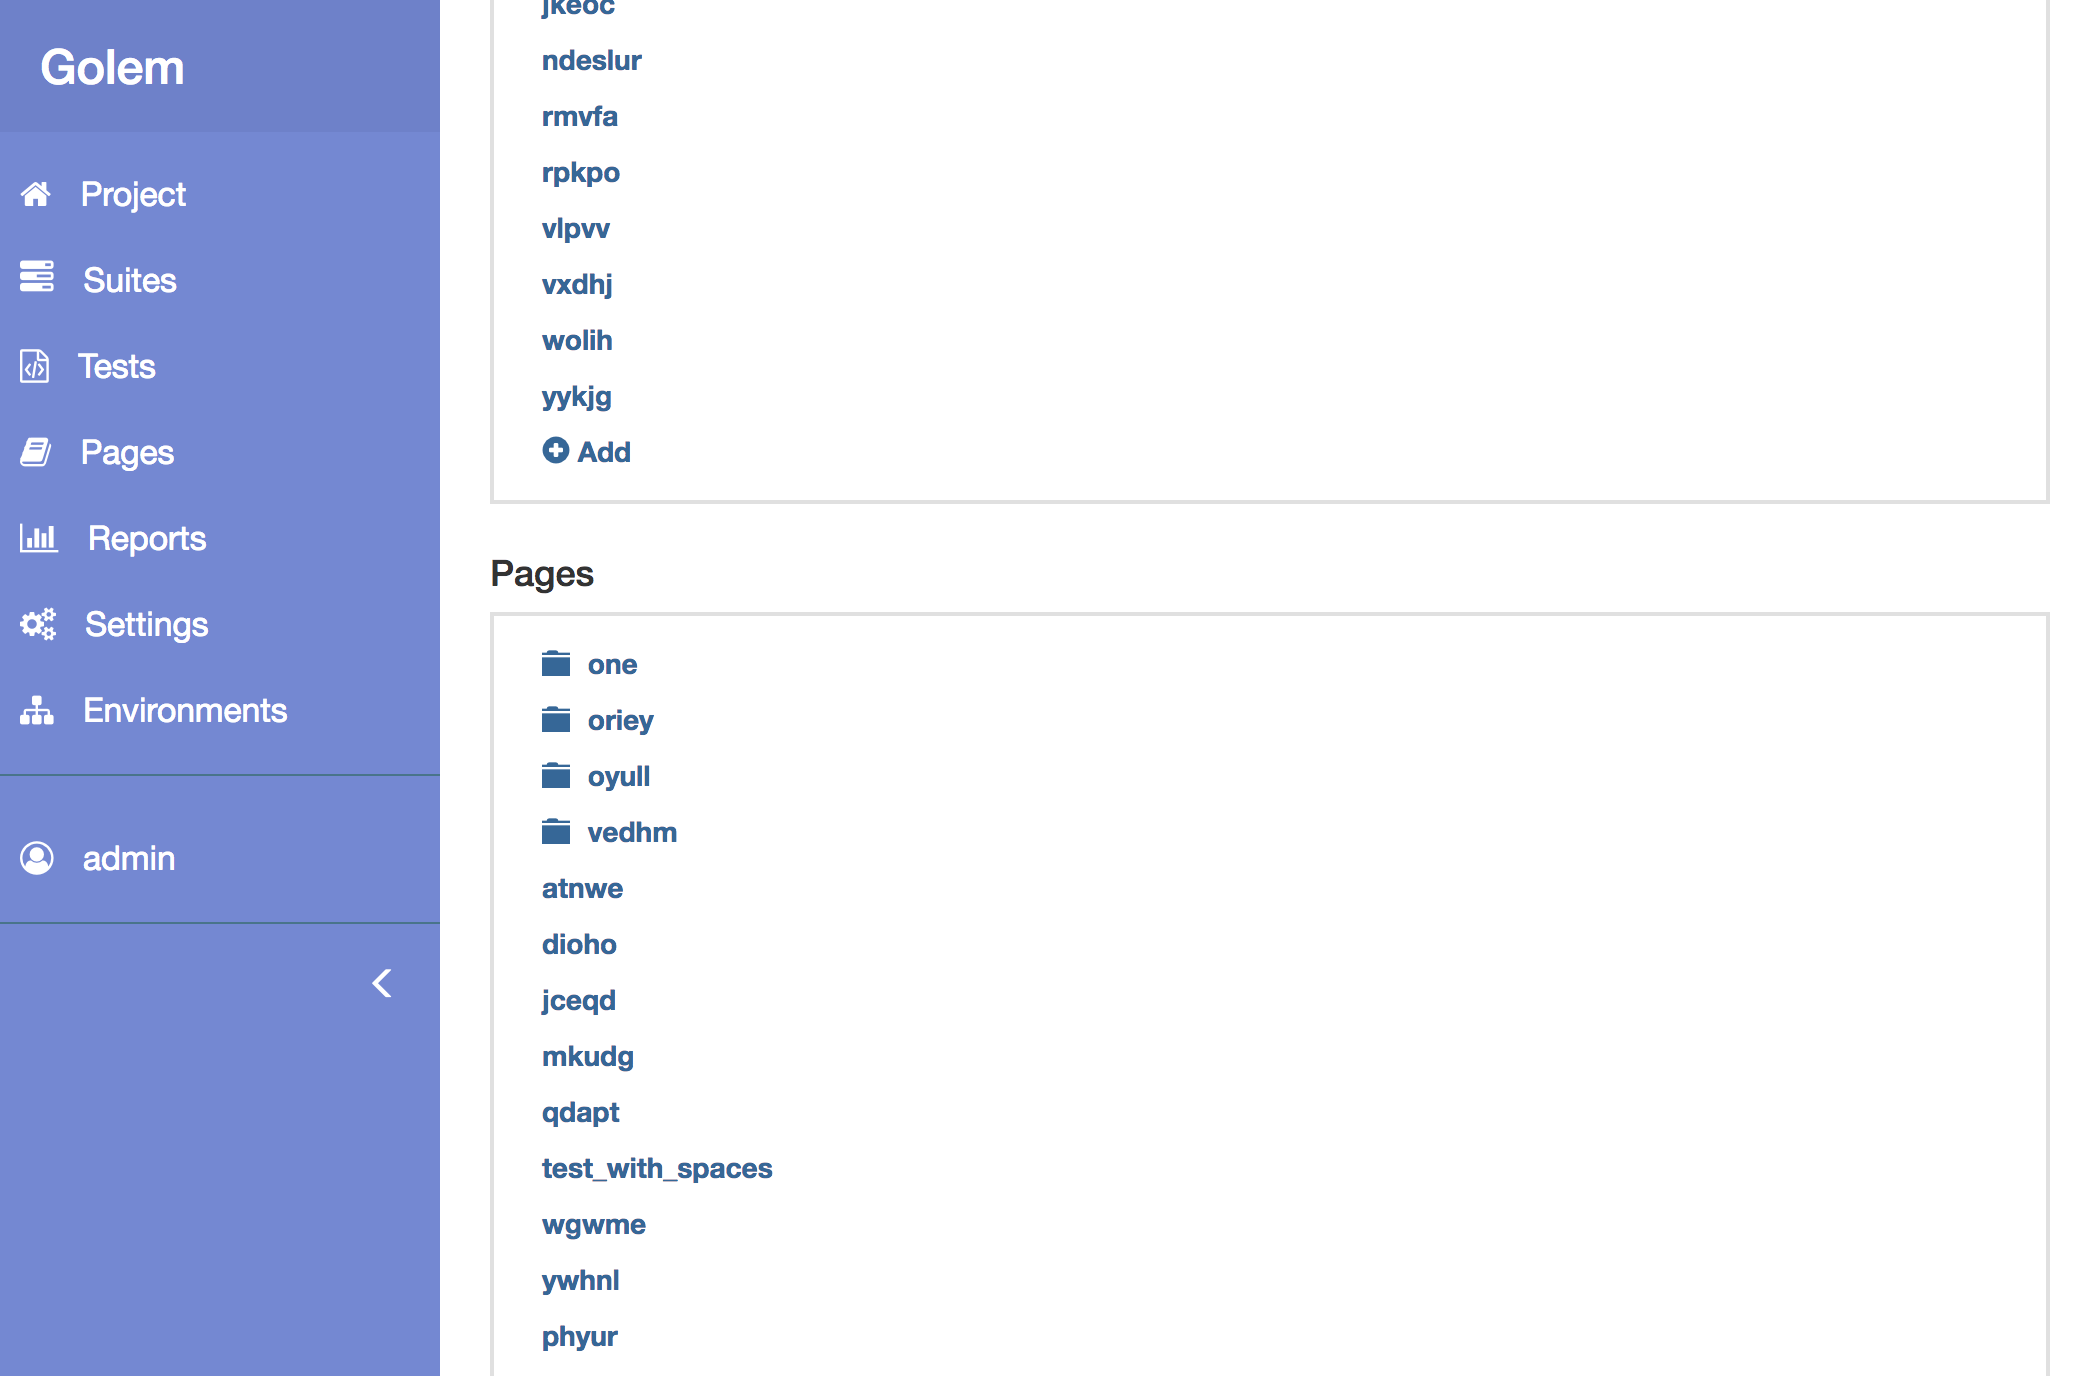 Golem
Project
Suites
Tests
Pages
Reports
Settings
Environments
admin
jkeoc
ndeslur
rmvfa
rpkpo
vlpvv
vxdhj
wolih
yykjg
Add
Pages
one
oriey
oyull
vedhm
atnwe
dioho
jceqd
mkudg
qdapt
test_with_spaces
wgwme
ywhnl
phyur